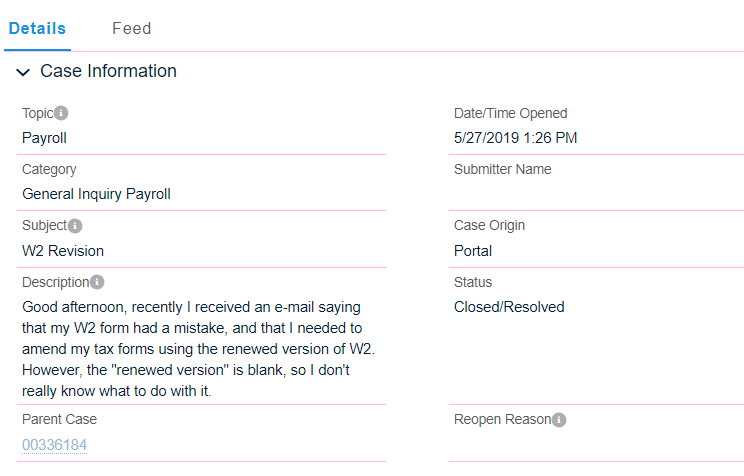 Details Feed
Case Information
Topic
Date/Time Opened
Payroll
5/27/2019 1:26 PM
Category
Submitter Name
General Inquiry Payroll
Subject
Case Origin
W2 Revision
Portal
Description
Status
Good afternoon, recently I received an e-mail saying
Closed/Resolved
that my W2 form had a mistake, and that I needed to
amend my tax forms using the renewed version of W2.
However, the "renewed version" is blank, so I don't
really know what to do with it.
Parent Case
Reopen Reason
00336184